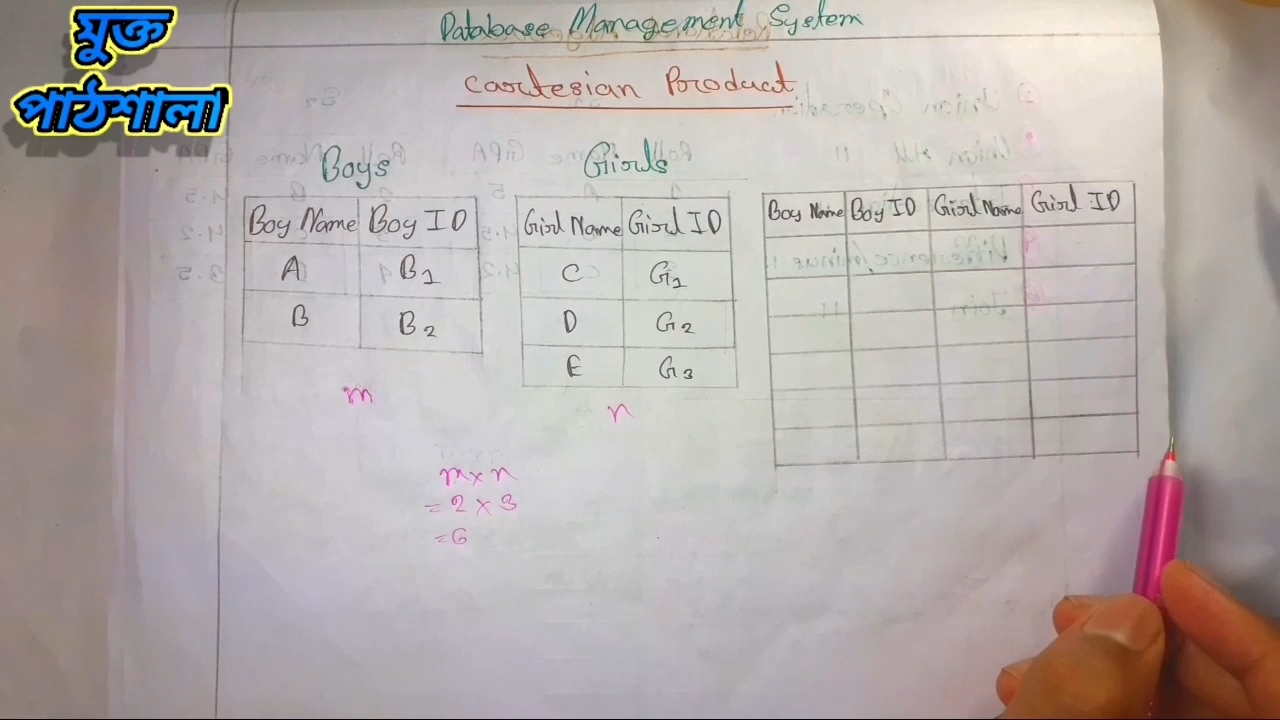 মুক্ত
পাঠশালা
Database Management System
Cartesian Product
Boys
Boy Name Boy ID
A B1
B B2
m
Girls
Girl Name Girl ID
C G1
D G2
E G3
n
Boy Name Boy ID Girl Name Girl ID
m x n
= 2 x 3
= 6